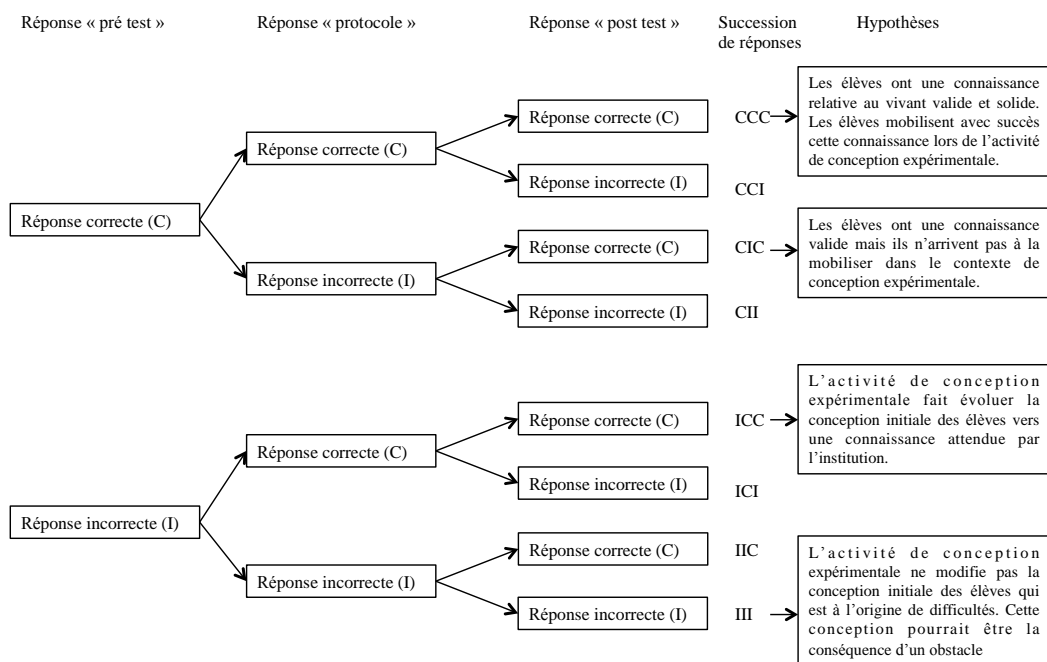 Réponse « pré test »
Réponse « protocole »
Réponse « post test »
Succession
de réponses
Hypothèses
Réponse correcte (C)
Réponse correcte (C)
Réponse correcte (C)
CCC
Les élèves ont une connaissance
relative au vivant valide et solide.
Les élèves mobilisent avec succès
cette connaissance lors de l’activité
de conception expérimentale.
Réponse incorrecte (I)
CCI
Réponse incorrecte (I)
Réponse correcte (C)
CIC
Les élèves ont une connaissance
valide mais ils n’arrivent pas à la
mobiliser dans le contexte de
conception expérimentale.
Réponse incorrecte (I)
CII
Réponse incorrecte (I)
Réponse correcte (C)
Réponse correcte (C)
ICC
L’activité de conception
expérimentale fait évoluer la
conception initiale des élèves vers
une connaissance attendue par
l’institution.
Réponse incorrecte (I)
ICI
Réponse incorrecte (I)
Réponse correcte (C)
IIC
Réponse incorrecte (I)
III
L’activité de conception
expérimentale ne modifie pas la
conception initiale des élèves qui
est à l’origine de difficultés. Cette
conception pourrait être la
conséquence d’un obstacle